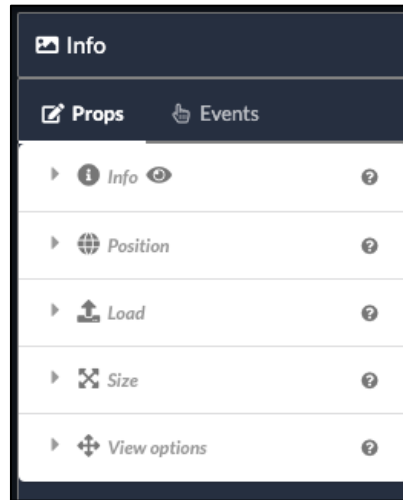 Info
Props Events
Info
Position
Load
Size
View options